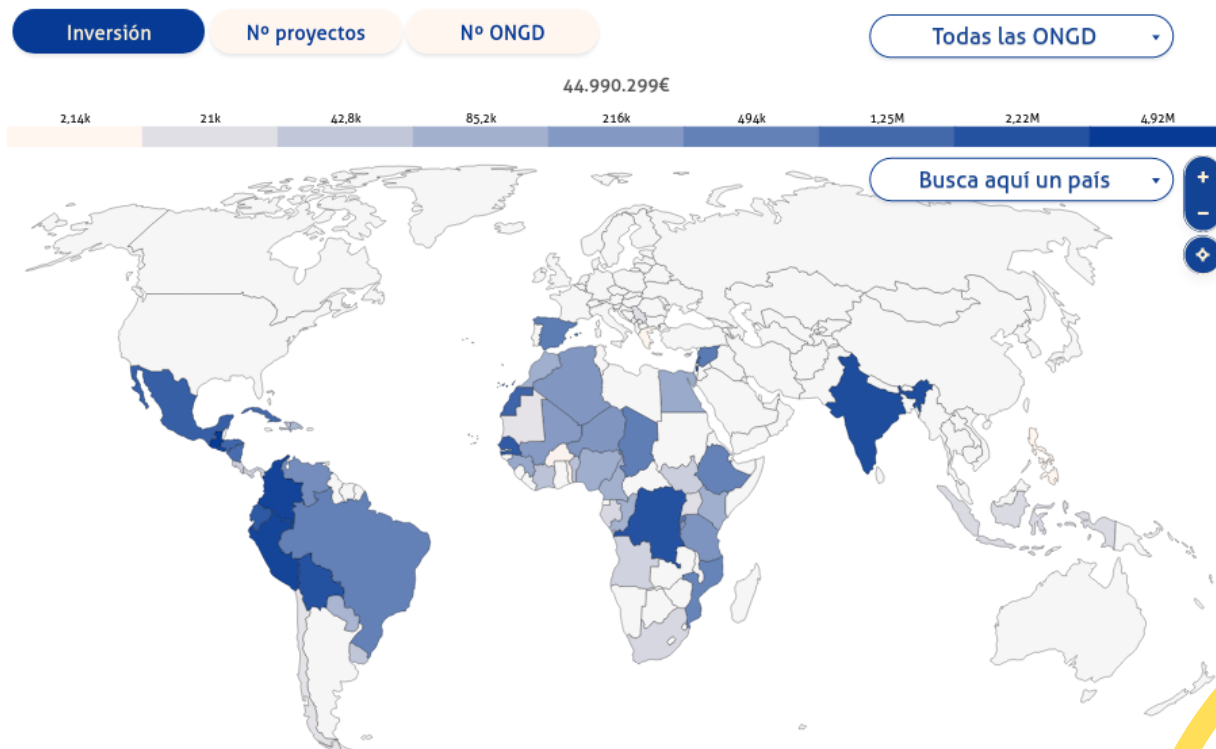 Inversión
Nº proyectos
Nº ONGD
Todas las ONGD
44.990.299€
2,14k
21k
42,8k
85,2k
216k
494k
1,25M
2,22M
4,92M
Busca aquí un país
+
−